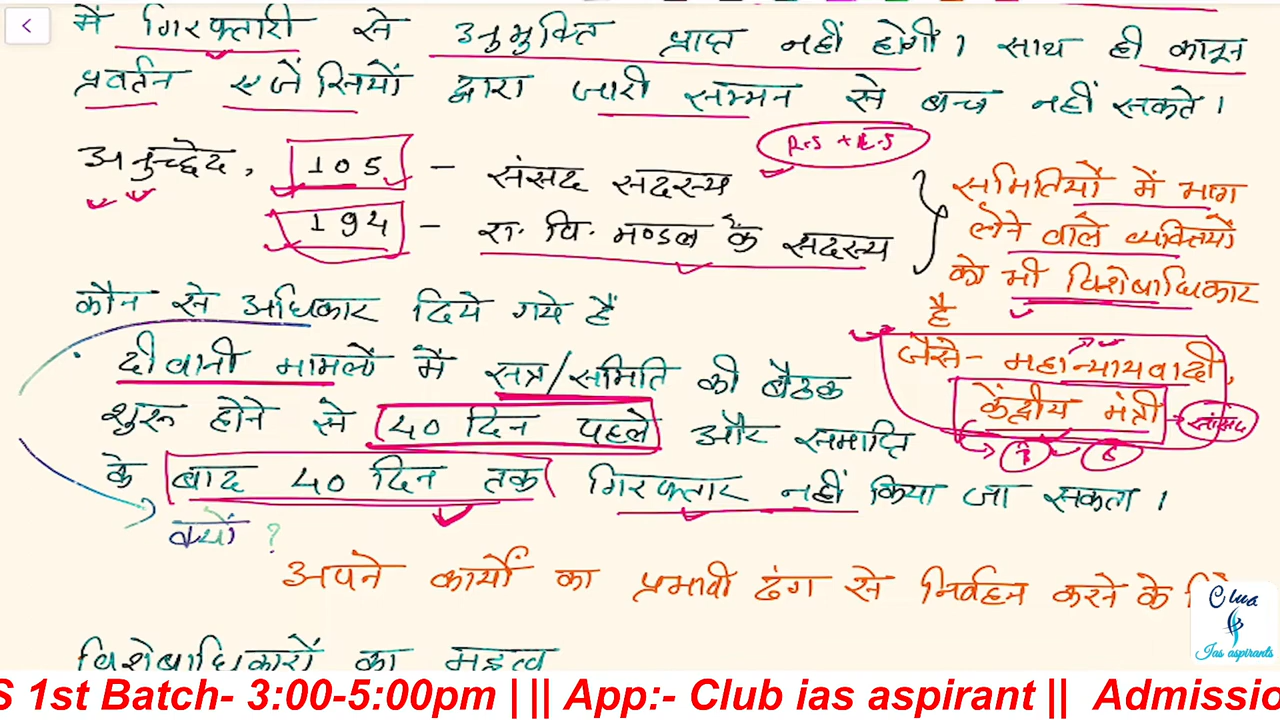 में गिरफ्तारी से उनुमुक्ति प्राप्त नहीं होगी। साथ ही कानून
प्रवर्तन एजेंसियों द्वारा जारी सम्मन से बच नहीं सकते।
R.S + L.S
अनुच्छेद, 105 - संसद सदस्य
194 - रा. वि. मण्डल के सदस्य
समितियों में भाग
लेने वाले व्यक्तियों
को भी विशेषाधिकार
है
जैसे- महान्यायवादी,
केंद्रीय मंत्री
कौन से अधिकार दिये गये हैं
दीवानी मामलों में सत्र/समिति की बैठक
शुरू होने से 40 दिन पहले और समाप्ति
के बाद 40 दिन तक गिरफ्तार नहीं किया जा सकता।
क्यों ?
अपने कार्यों का प्रभावी ढंग से निर्वहन करने के
विशेषाधिकारों का महत्व
Club
Ias aspirants
S 1st Batch- 3:00-5:00pm | || App:- Club ias aspirant || Admissio